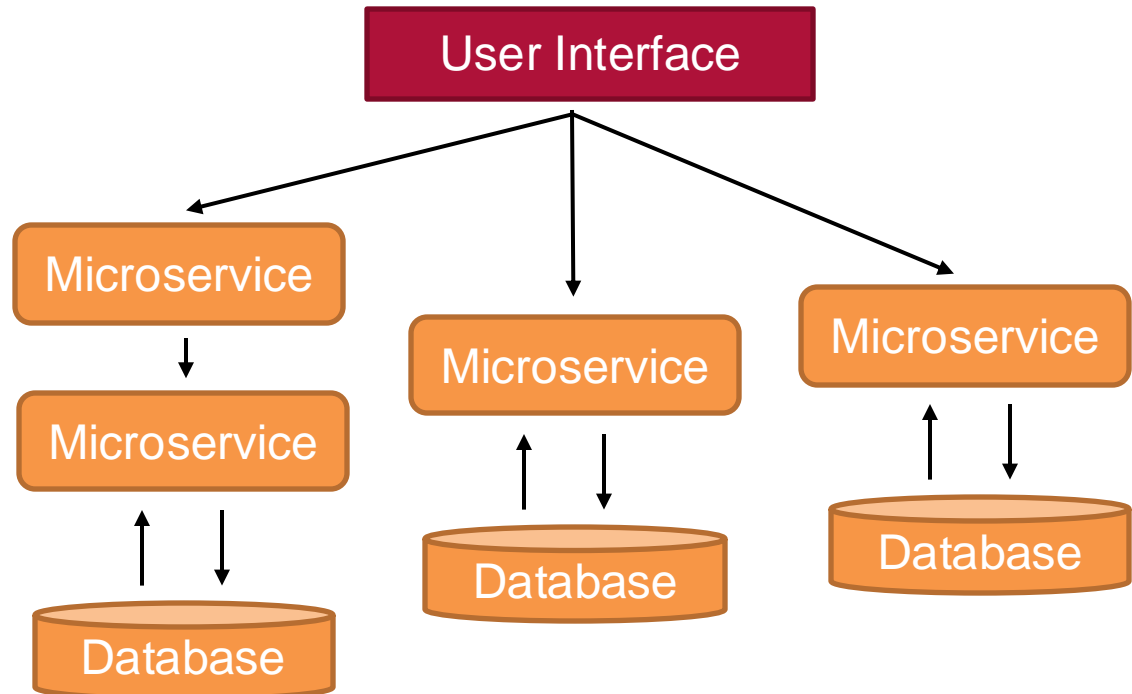 User Interface
Microservice
Microservice
Database
Microservice
Database
Microservice
Database